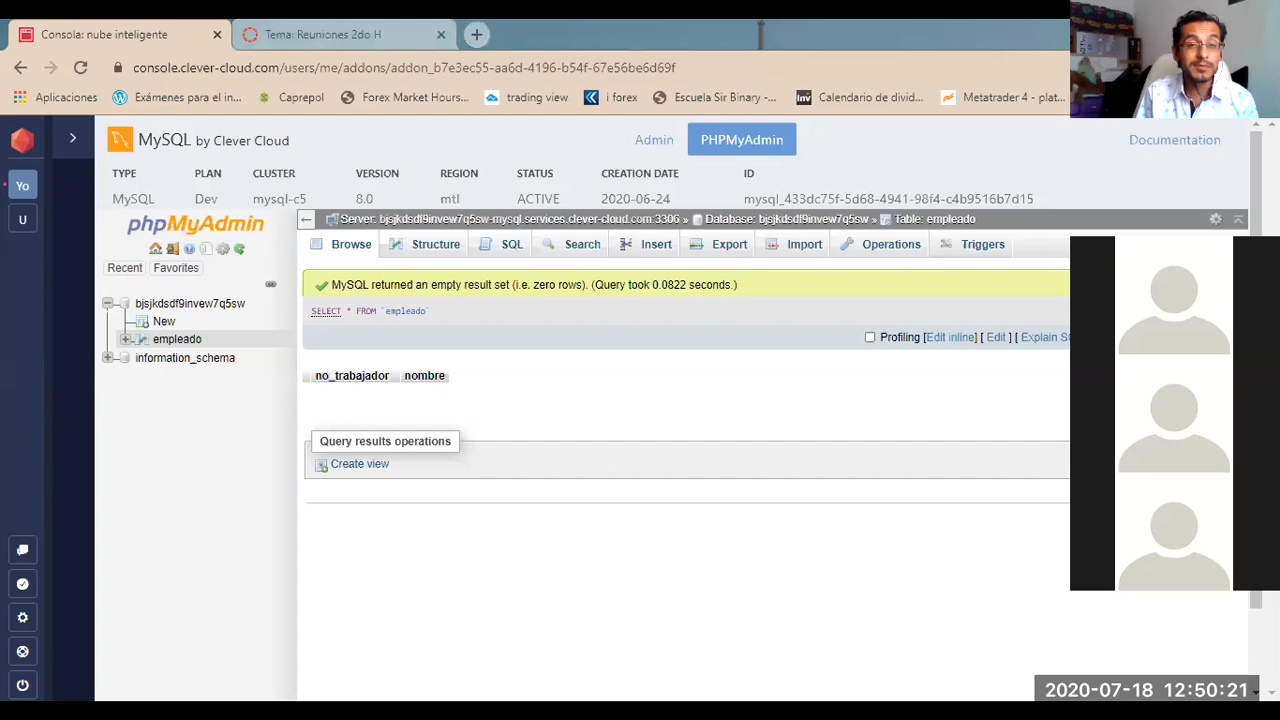 Consola: nube inteligente
Tema: Reuniones 2do H
console.clever-cloud.com/users/me/addons/addon_b7e3ec55-aa6d-4196-b54f-67e56be6d69f
Aplicaciones
Exámenes para el in...
Caprepol
Forex Market Hours...
trading view
i forex
Escuela Sir Binary -...
Inv
Calendario de divid...
Metatrader 4 - plat...
MySQL by Clever Cloud
Admin
PHPMyAdmin
Documentation
TYPE PLAN CLUSTER VERSION REGION STATUS CREATION DATE ID
MySQL Dev mysql-c5 8.0 mtl ACTIVE 2020-06-24 mysql_433dc75f-5d68-4941-98f4-c4b9516b7d15
Yo
U
phpMyAdmin
Recent Favorites
bjsjkdsdf9invew7q5sw
New
empleado
information_schema
Server: bjsjkdsdf9invew7q5sw-mysql.services.clever-cloud.com:3306 » Database: bjsjkdsdf9invew7q5sw » Table: empleado
Browse Structure SQL Search Insert Export Import Operations Triggers
MySQL returned an empty result set (i.e. zero rows). (Query took 0.0822 seconds.)
SELECT * FROM `empleado`
Profiling [Edit inline] [ Edit ] [ Explain S
no_trabajador nombre
Query results operations
Create view
2020-07-18 12:50:21